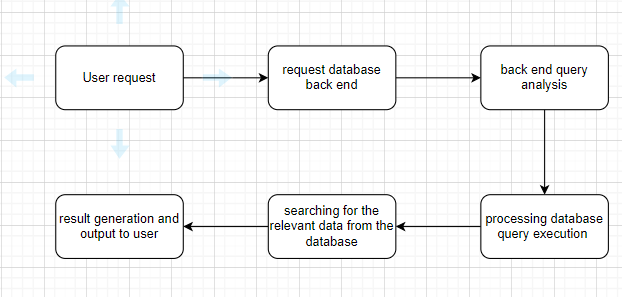 User request
request database
back end
back end query
analysis
processing database
query execution
searching for the
relevant data from the
database
result generation and
output to user